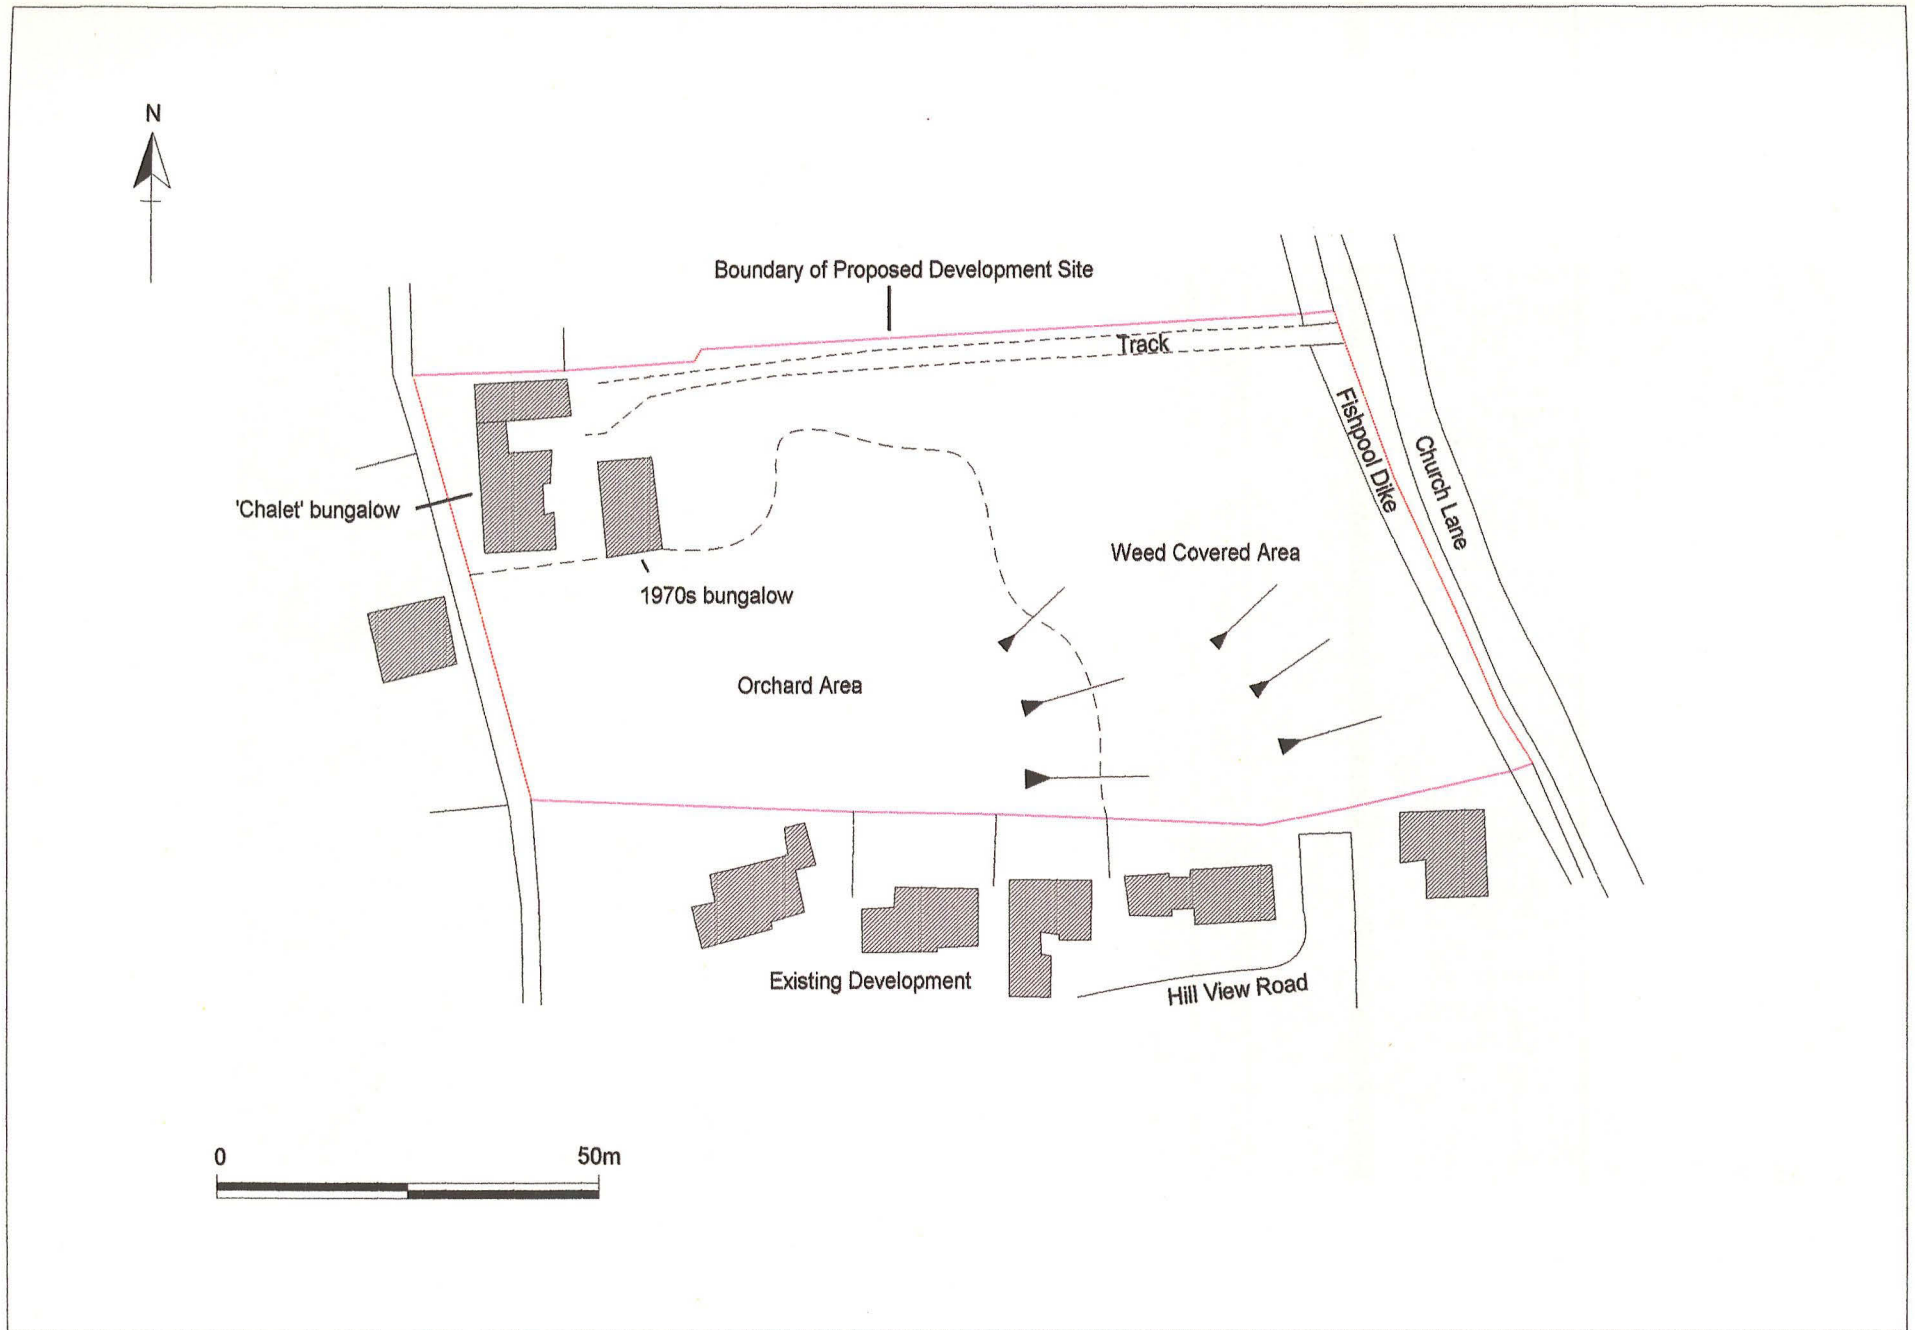 N
Boundary of Proposed Development Site
Track
Fishpool Dike
Church Lane
'Chalet' bungalow
Weed Covered Area
1970s bungalow
Orchard Area
Existing Development
Hill View Road
0
50m